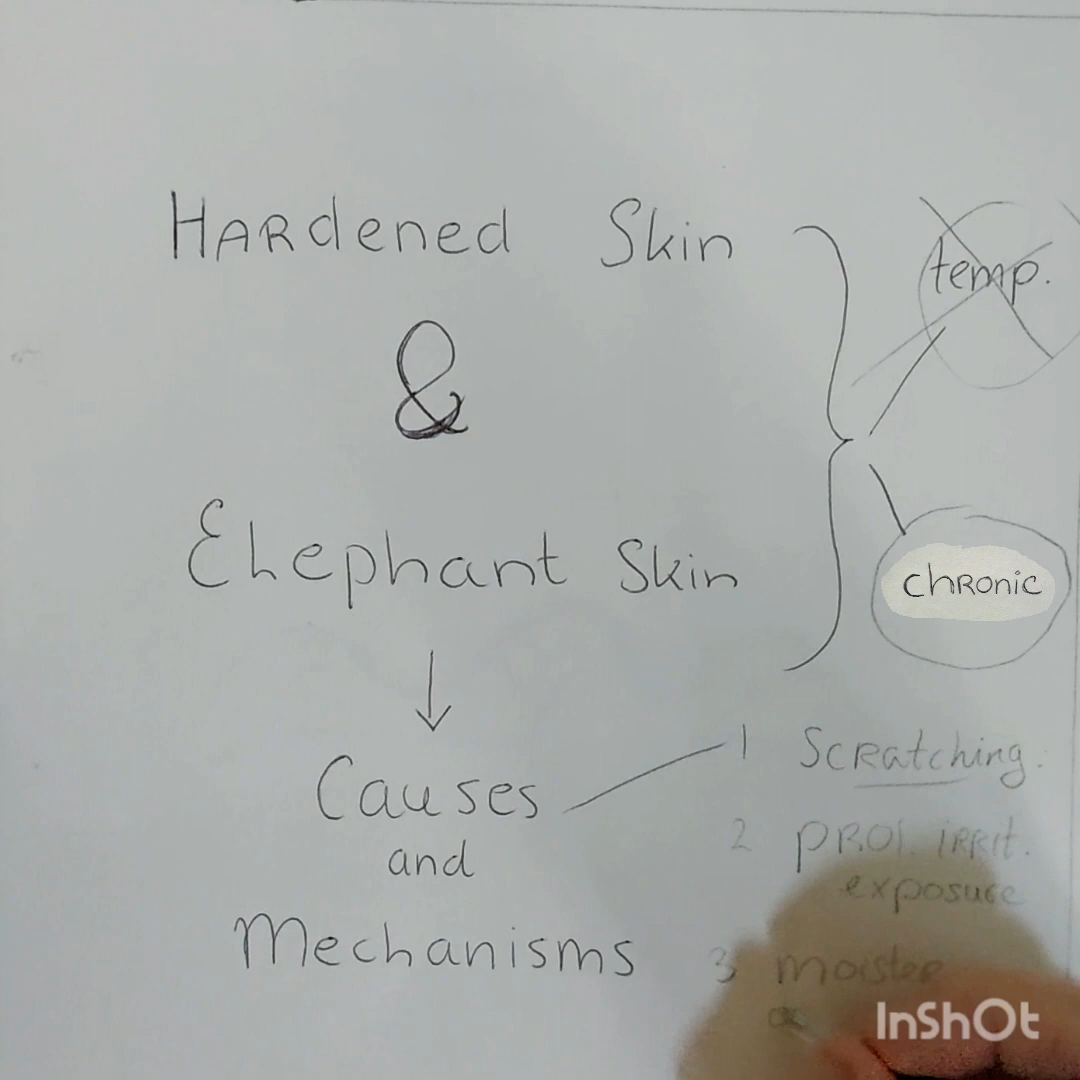 HARdened Skin
&
Elephant Skin
temp.
chRonic
Causes
and
Mechanisms
1 ScRatching.
2 pROl. iRRit.
exposure
3 moister
InShOt